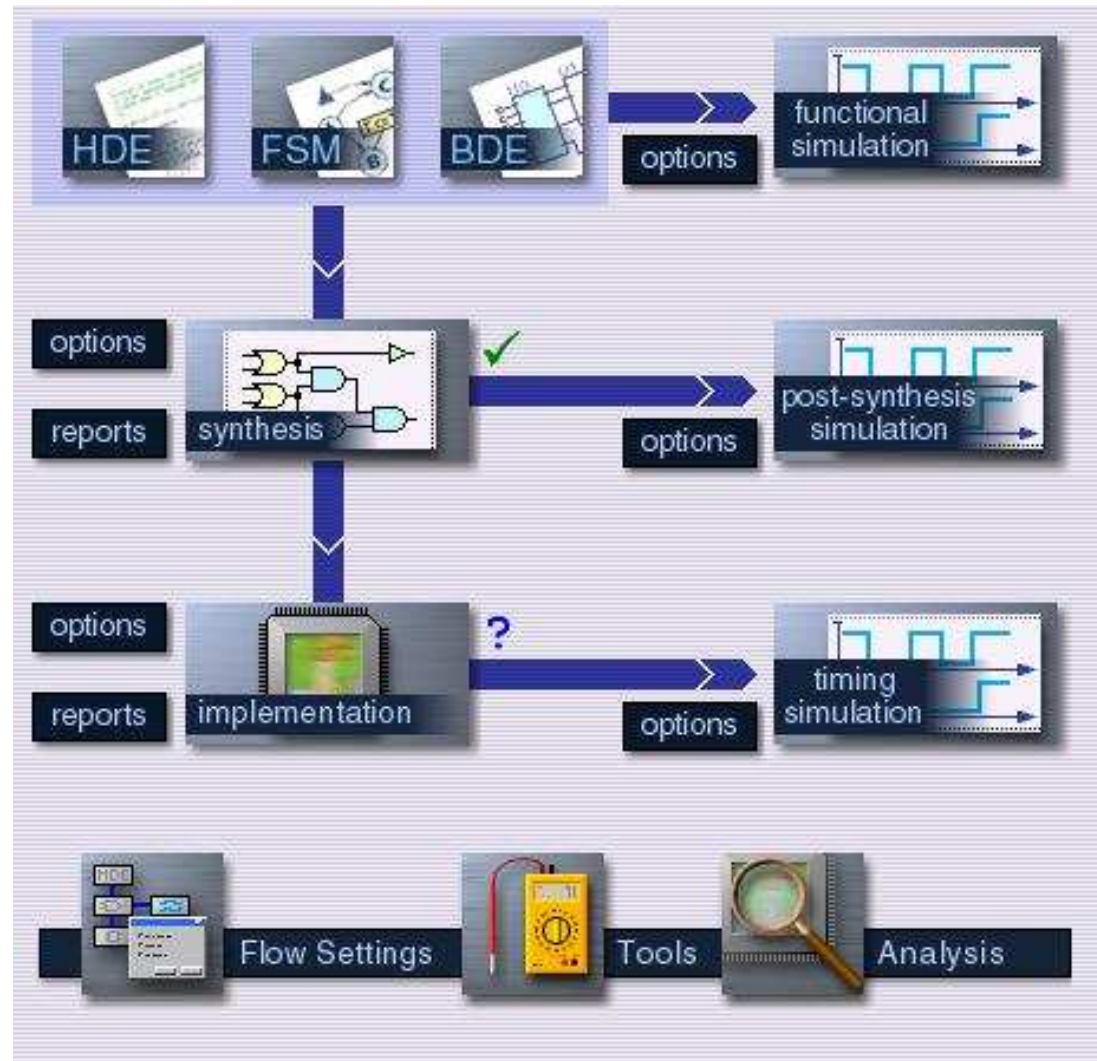 HDE
FSM
BDE
options
functional
simulation
options
reports
synthesis
✓
options
post-synthesis
simulation
options
reports
implementation
?
options
timing
simulation
HDE
Flow Settings
Tools
Analysis